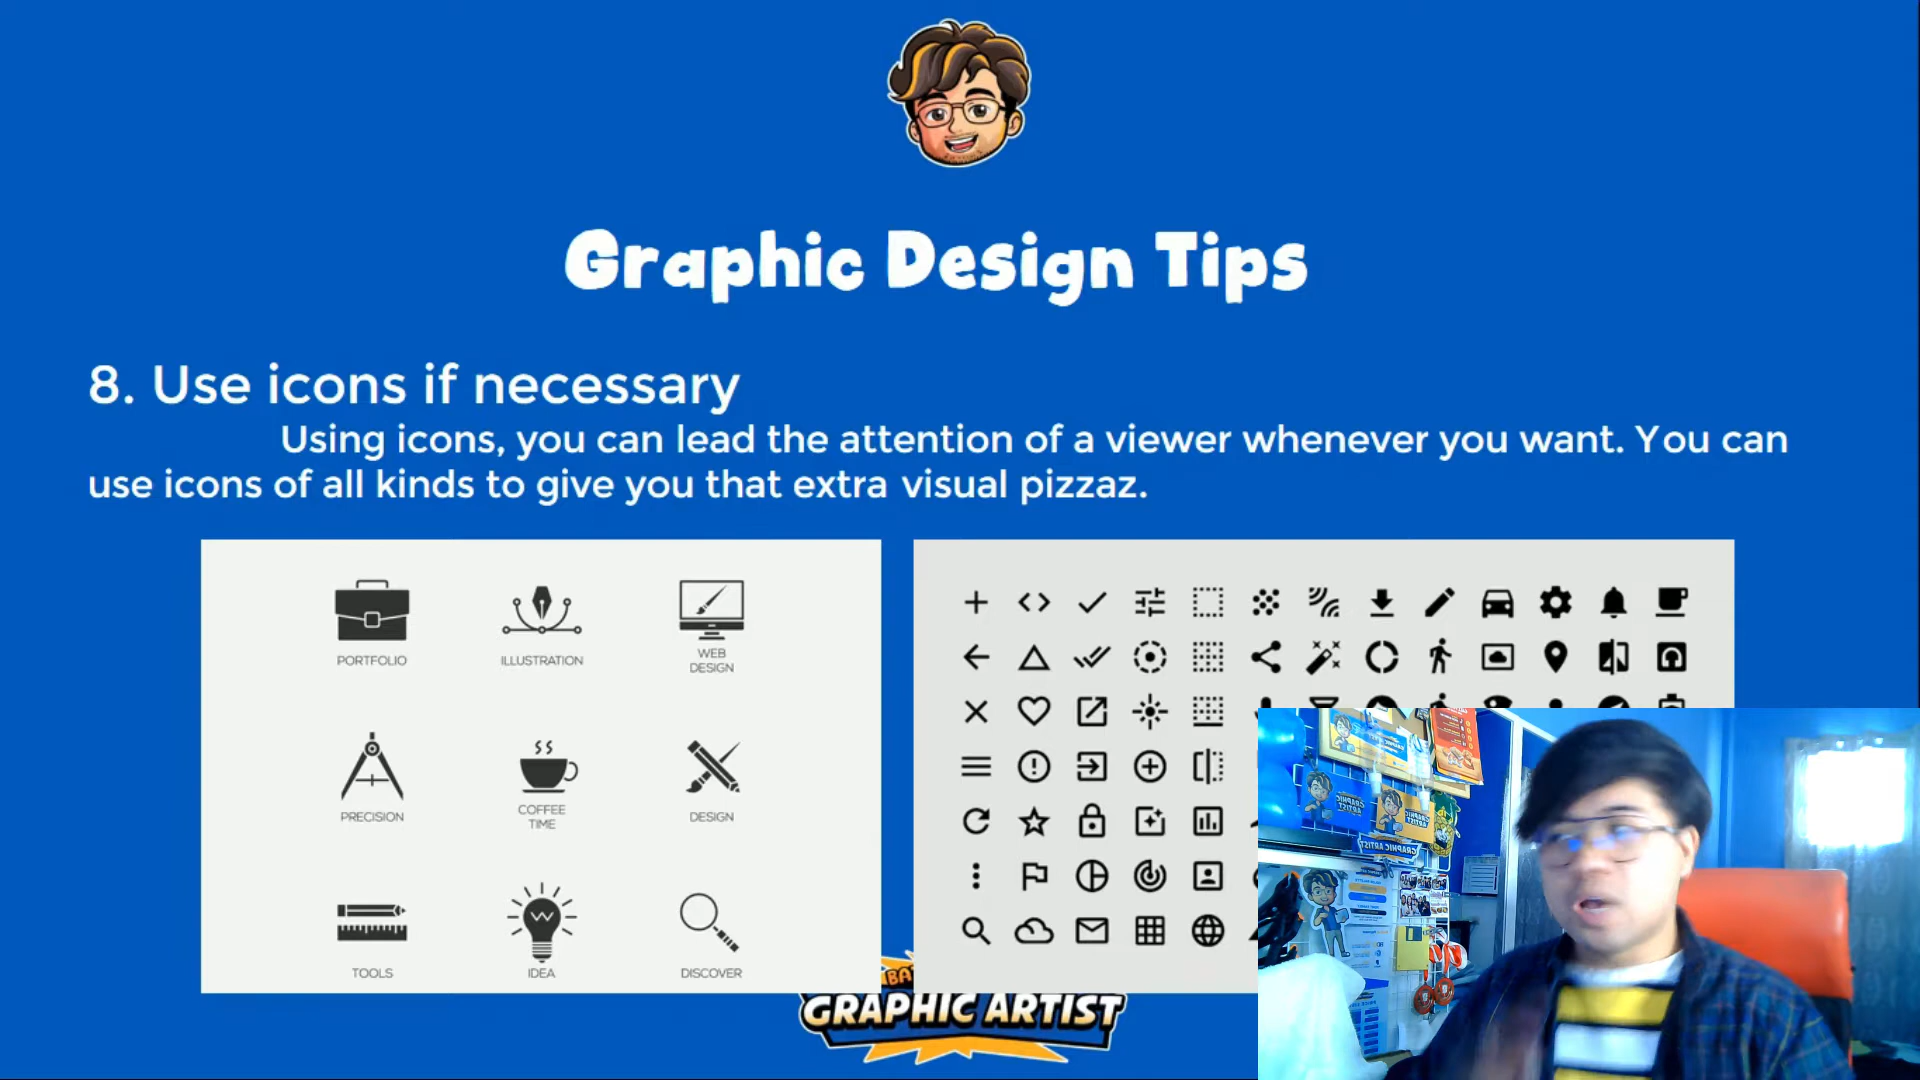 Graphic Design Tips
8. Use icons if necessary
Using icons, you can lead the attention of a viewer whenever you want. You can
use icons of all kinds to give you that extra visual pizzaz.
PORTFOLIO
ILLUSTRATION
WEB
DESIGN
PRECISION
COFFEE
TIME
DESIGN
TOOLS
IDEA
DISCOVER
GRAPHIC ARTIST
GRAPHIC
ARTIST